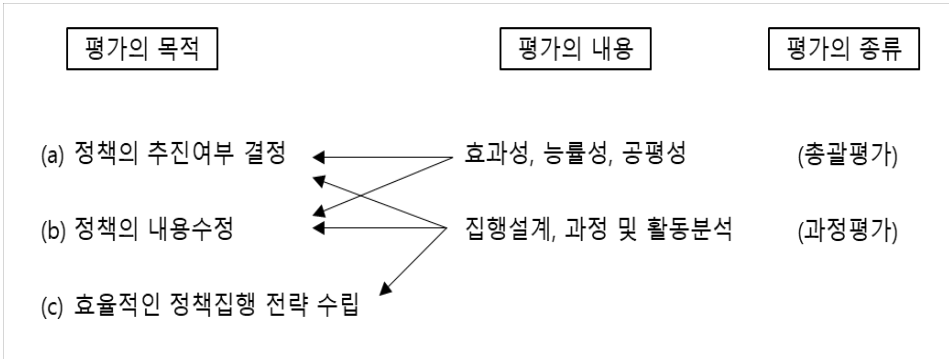 평가의 목적 평가의 내용 평가의 종류
(a) 정책의 추진여부 결정 효과성, 능률성, 공평성 (총괄평가)
(b) 정책의 내용수정 집행설계, 과정 및 활동분석 (과정평가)
(c) 효율적인 정책집행 전략 수립